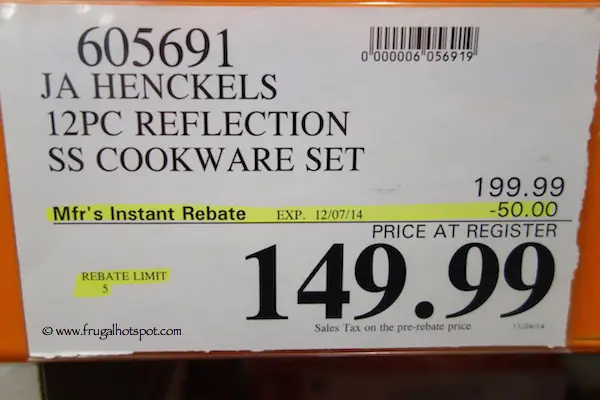 605691
0 000006 056919
JA HENCKELS
12PC REFLECTION
SS COOKWARE SET
199.99
Mfr's Instant Rebate EXP. 12/07/14 -50.00
PRICE AT REGISTER
149.99
REBATE LIMIT
5
Sales Tax on the pre-rebate price
11/24/14
© www.frugalhotspot.com